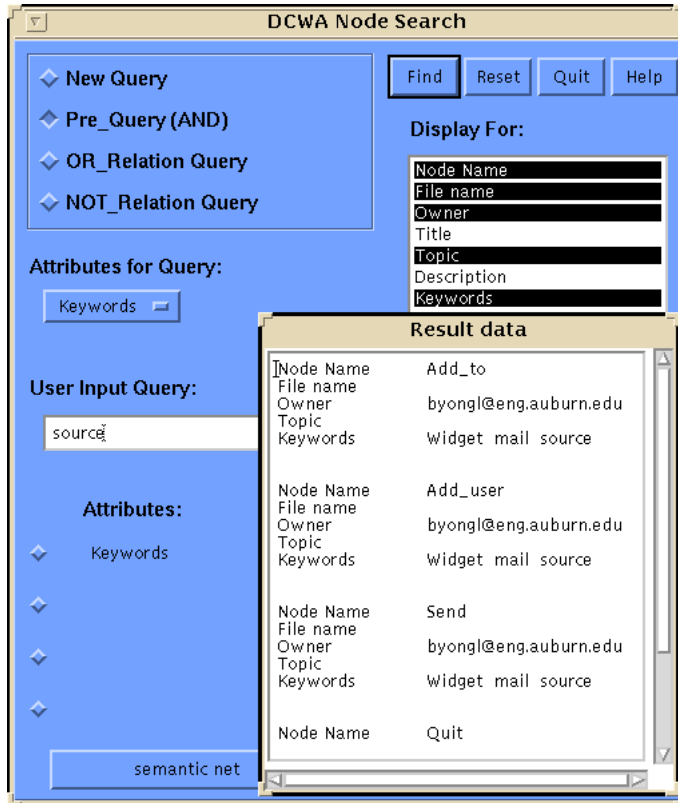 DCWA Node Search
New Query
Pre_Query (AND)
OR_Relation Query
NOT_Relation Query
Find Reset Quit Help
Display For:
Node Name
File name
Owner
Title
Topic
Description
Keywords
Attributes for Query:
Keywords
User Input Query:
source
Attributes:
Keywords
semantic net
Result data
Node Name Add_to
File name
Owner byongl@eng.auburn.edu
Topic
Keywords Widget mail source
Node Name Add_user
File name
Owner byongl@eng.auburn.edu
Topic
Keywords Widget mail source
Node Name Send
File name
Owner byongl@eng.auburn.edu
Topic
Keywords Widget mail source
Node Name Quit